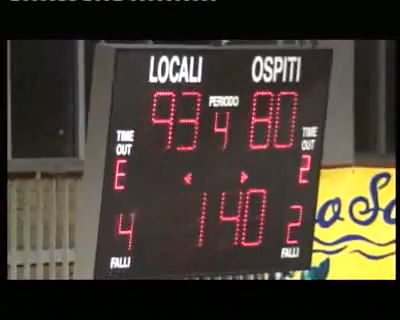 LOCALI OSPITI
93 PERIODO 80
4
TIME OUT TIME OUT
E 2
140
4 2
FALLI FALLI